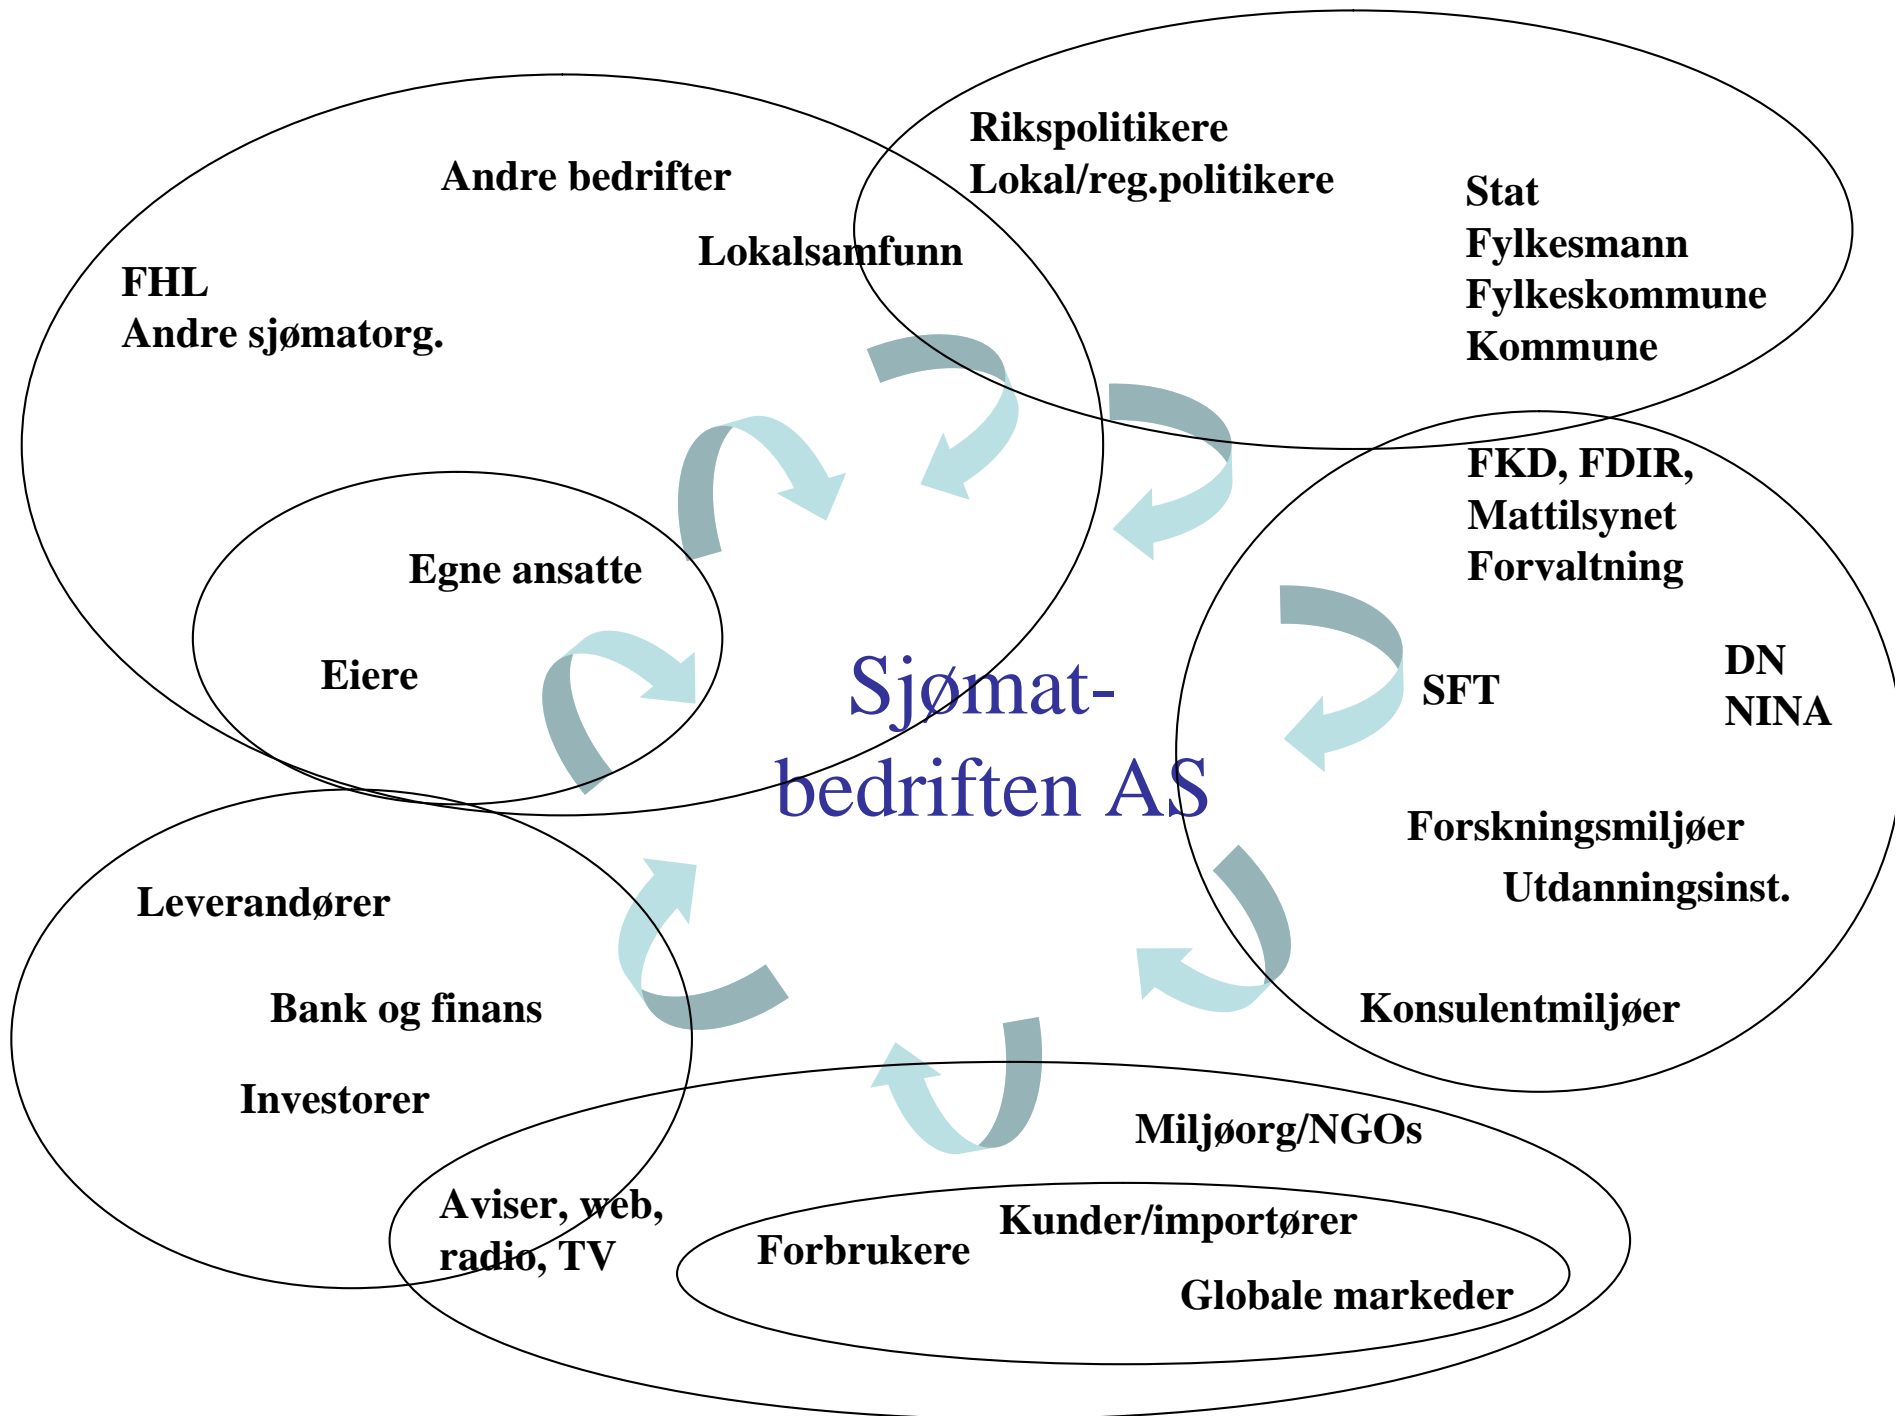 Rikspolitikere
Lokal/reg.politikere
Andre bedrifter
Stat
Fylkesmann
Fylkeskommune
Kommune
Lokalsamfunn
FHL
Andre sjømatorg.
FKD, FDIR,
Mattilsynet
Forvaltning
Egne ansatte
Eiere
Sjømat-
bedriften AS
SFT
DN
NINA
Forskningsmiljøer
Utdanningsinst.
Leverandører
Bank og finans
Konsulentmiljøer
Investorer
Miljøorg/NGOs
Aviser, web,
radio, TV
Kunder/importører
Forbrukere
Globale markeder